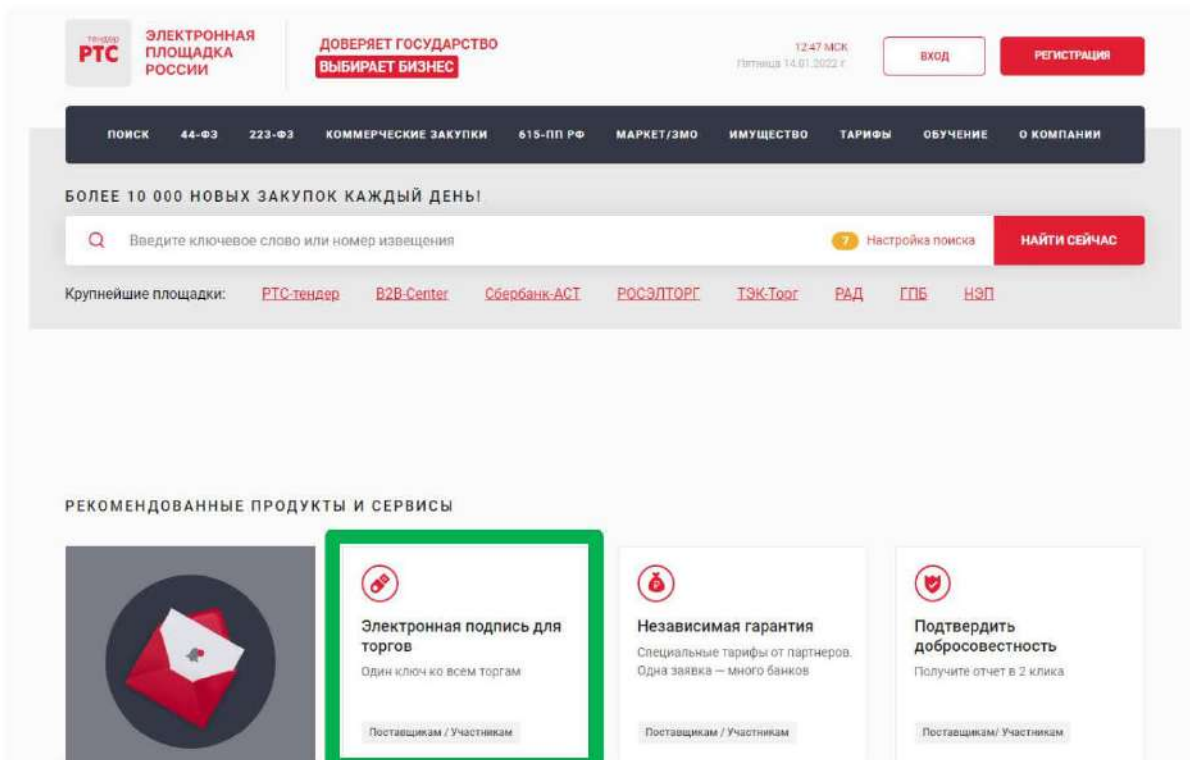 тендер
РТС
ЭЛЕКТРОННАЯ
ПЛОЩАДКА
РОССИИ
ДОВЕРЯЕТ ГОСУДАРСТВО
ВЫБИРАЕТ БИЗНЕС
12:47 МСК
Пятница 14.01.2022 г.
ВХОД
РЕГИСТРАЦИЯ
ПОИСК 44-ФЗ 223-ФЗ КОММЕРЧЕСКИЕ ЗАКУПКИ 615-ПП РФ МАРКЕТ/ЗМО ИМУЩЕСТВО ТАРИФЫ ОБУЧЕНИЕ О КОМПАНИИ
БОЛЕЕ 10 000 НОВЫХ ЗАКУПОК КАЖДЫЙ ДЕНЬ!
Введите ключевое слово или номер извещения 7 Настройка поиска НАЙТИ СЕЙЧАС
Крупнейшие площадки: РТС-тендер B2B-Center Сбербанк-АСТ РОСЭЛТОРГ ТЭК-Торг РАД ГПБ НЭП
РЕКОМЕНДОВАННЫЕ ПРОДУКТЫ И СЕРВИСЫ
Электронная подпись для
торгов
Один ключ ко всем торгам
Поставщикам / Участникам
Независимая гарантия
Специальные тарифы от партнеров.
Одна заявка — много банков
Поставщикам / Участникам
Подтвердить
добросовестность
Получите отчет в 2 клика
Поставщикам/ Участникам